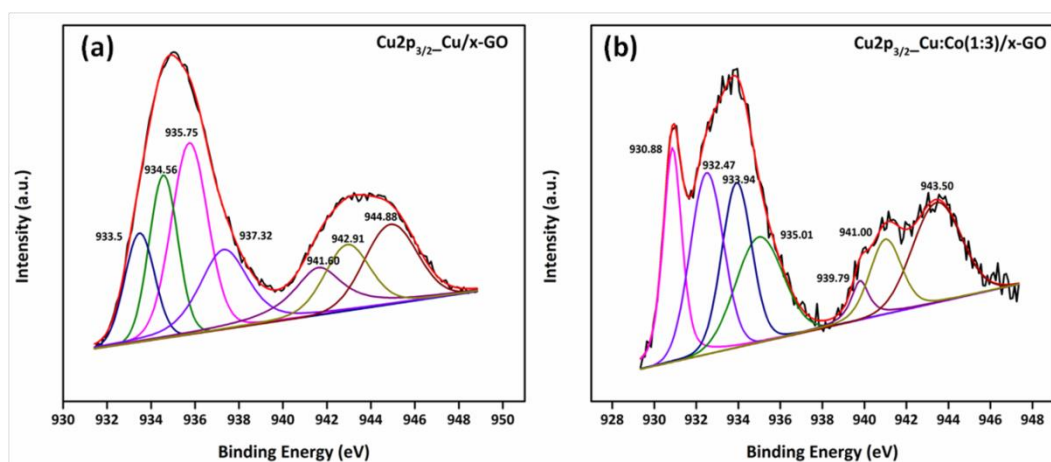 (a)
Cu2p3/2_Cu/x-GO
935.75
934.56
933.5
937.32
944.88
942.91
941.60
Intensity (a.u.)
930 932 934 936 938 940 942 944 946 948 950
Binding Energy (eV)
(b)
Cu2p3/2_Cu:Co(1:3)/x-GO
930.88
932.47
933.94
935.01
943.50
941.00
939.79
Intensity (a.u.)
928 930 932 934 936 938 940 942 944 946 948
Binding Energy (eV)